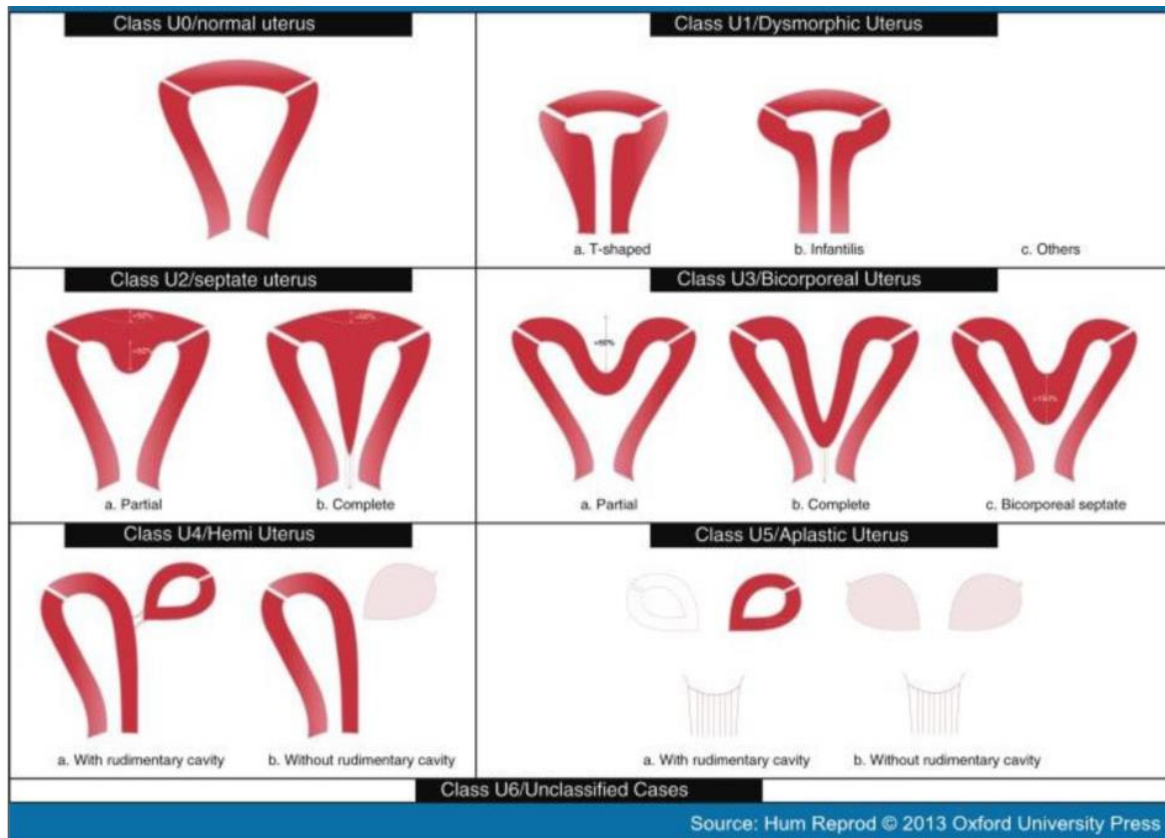 Class U0/normal uterus
Class U1/Dysmorphic Uterus
a. T-shaped
b. Infantilis
c. Others
Class U2/septate uterus
a. Partial
b. Complete
Class U3/Bicorporeal Uterus
a. Partial
b. Complete
c. Bicorporeal septate
Class U4/Hemi Uterus
a. With rudimentary cavity
b. Without rudimentary cavity
Class U5/Aplastic Uterus
a. With rudimentary cavity
b. Without rudimentary cavity
Class U6/Unclassified Cases
Source: Hum Reprod © 2013 Oxford University Press